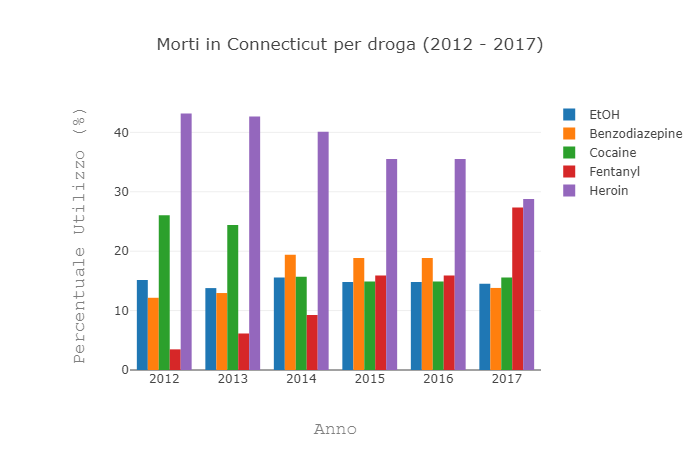 Morti in Connecticut per droga (2012 - 2017)
Percentuale Utilizzo (%)
40
30
20
10
0
2012 2013 2014 2015 2016 2017
Anno
EtOH
Benzodiazepine
Cocaine
Fentanyl
Heroin